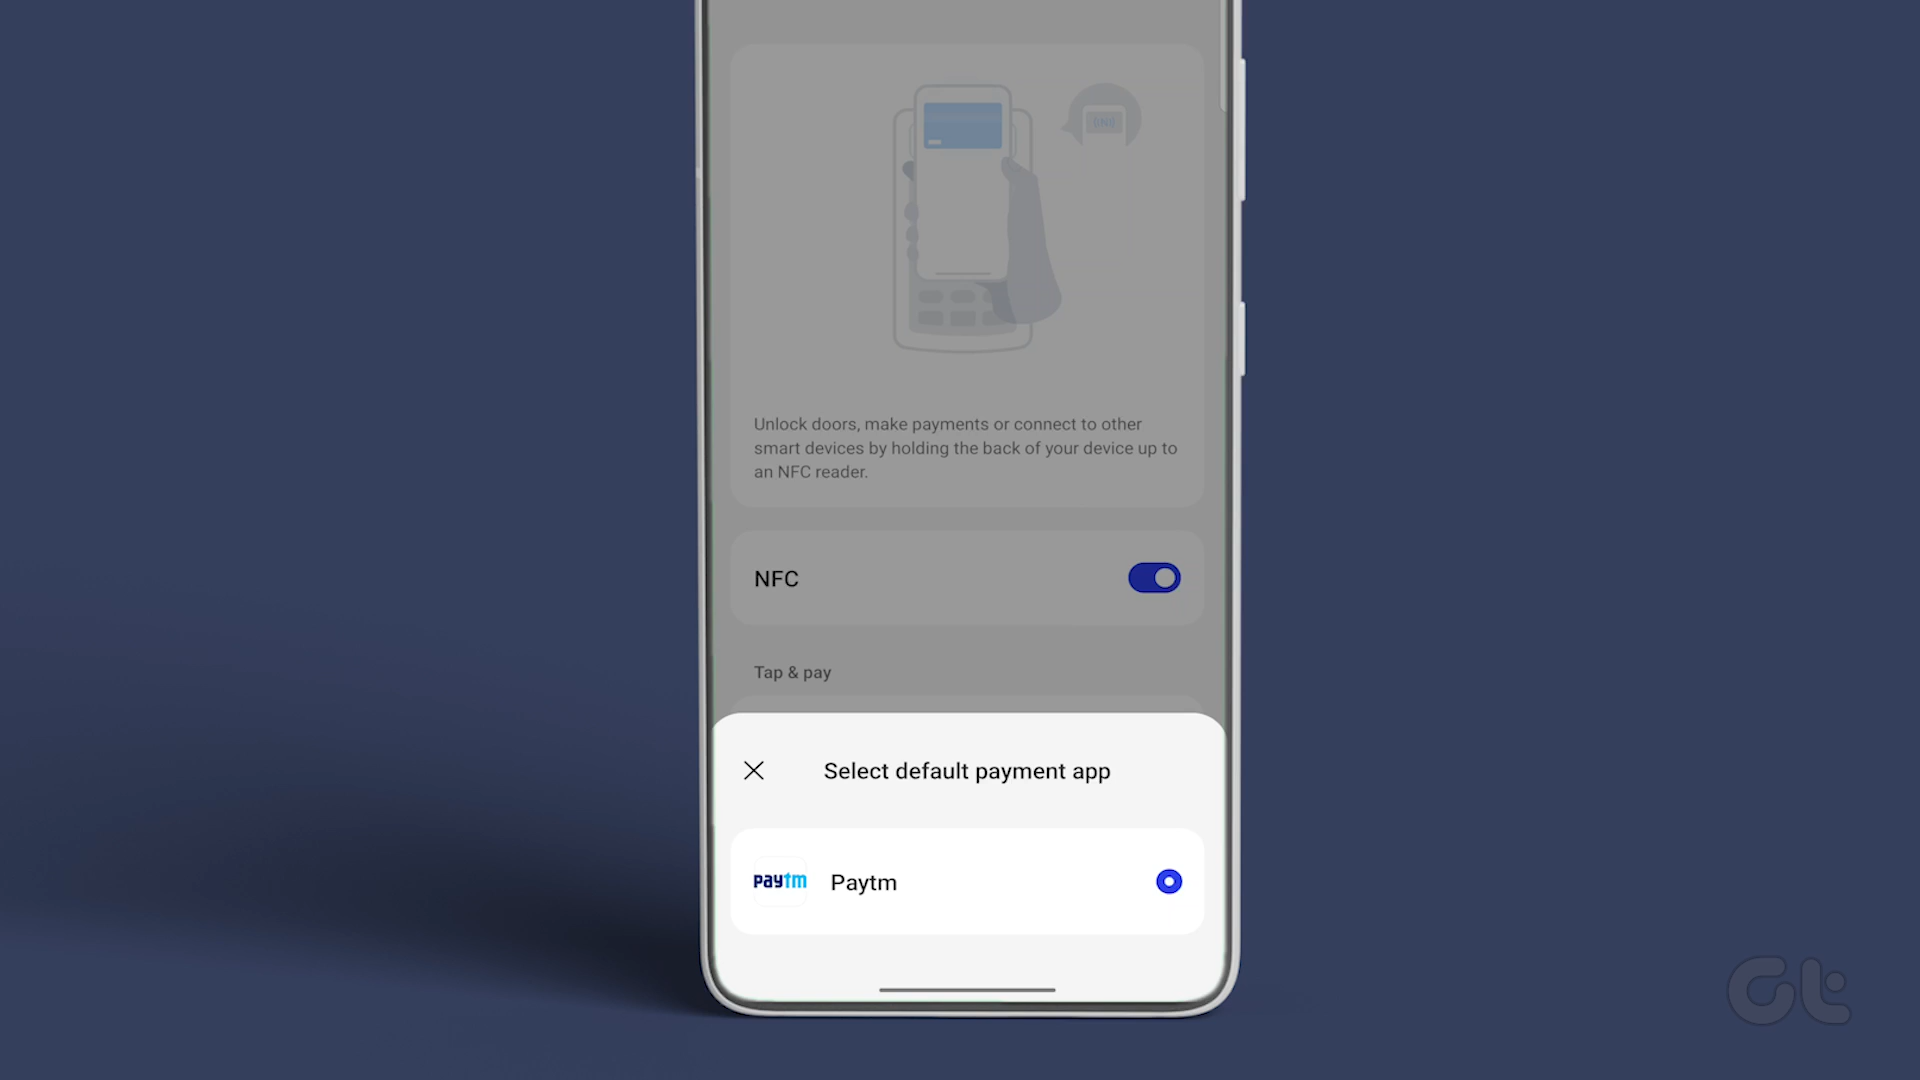 Unlock doors, make payments or connect to other
smart devices by holding the back of your device up to
an NFC reader.
NFC
Tap & pay
Select default payment app
paytm
Paytm
Gt